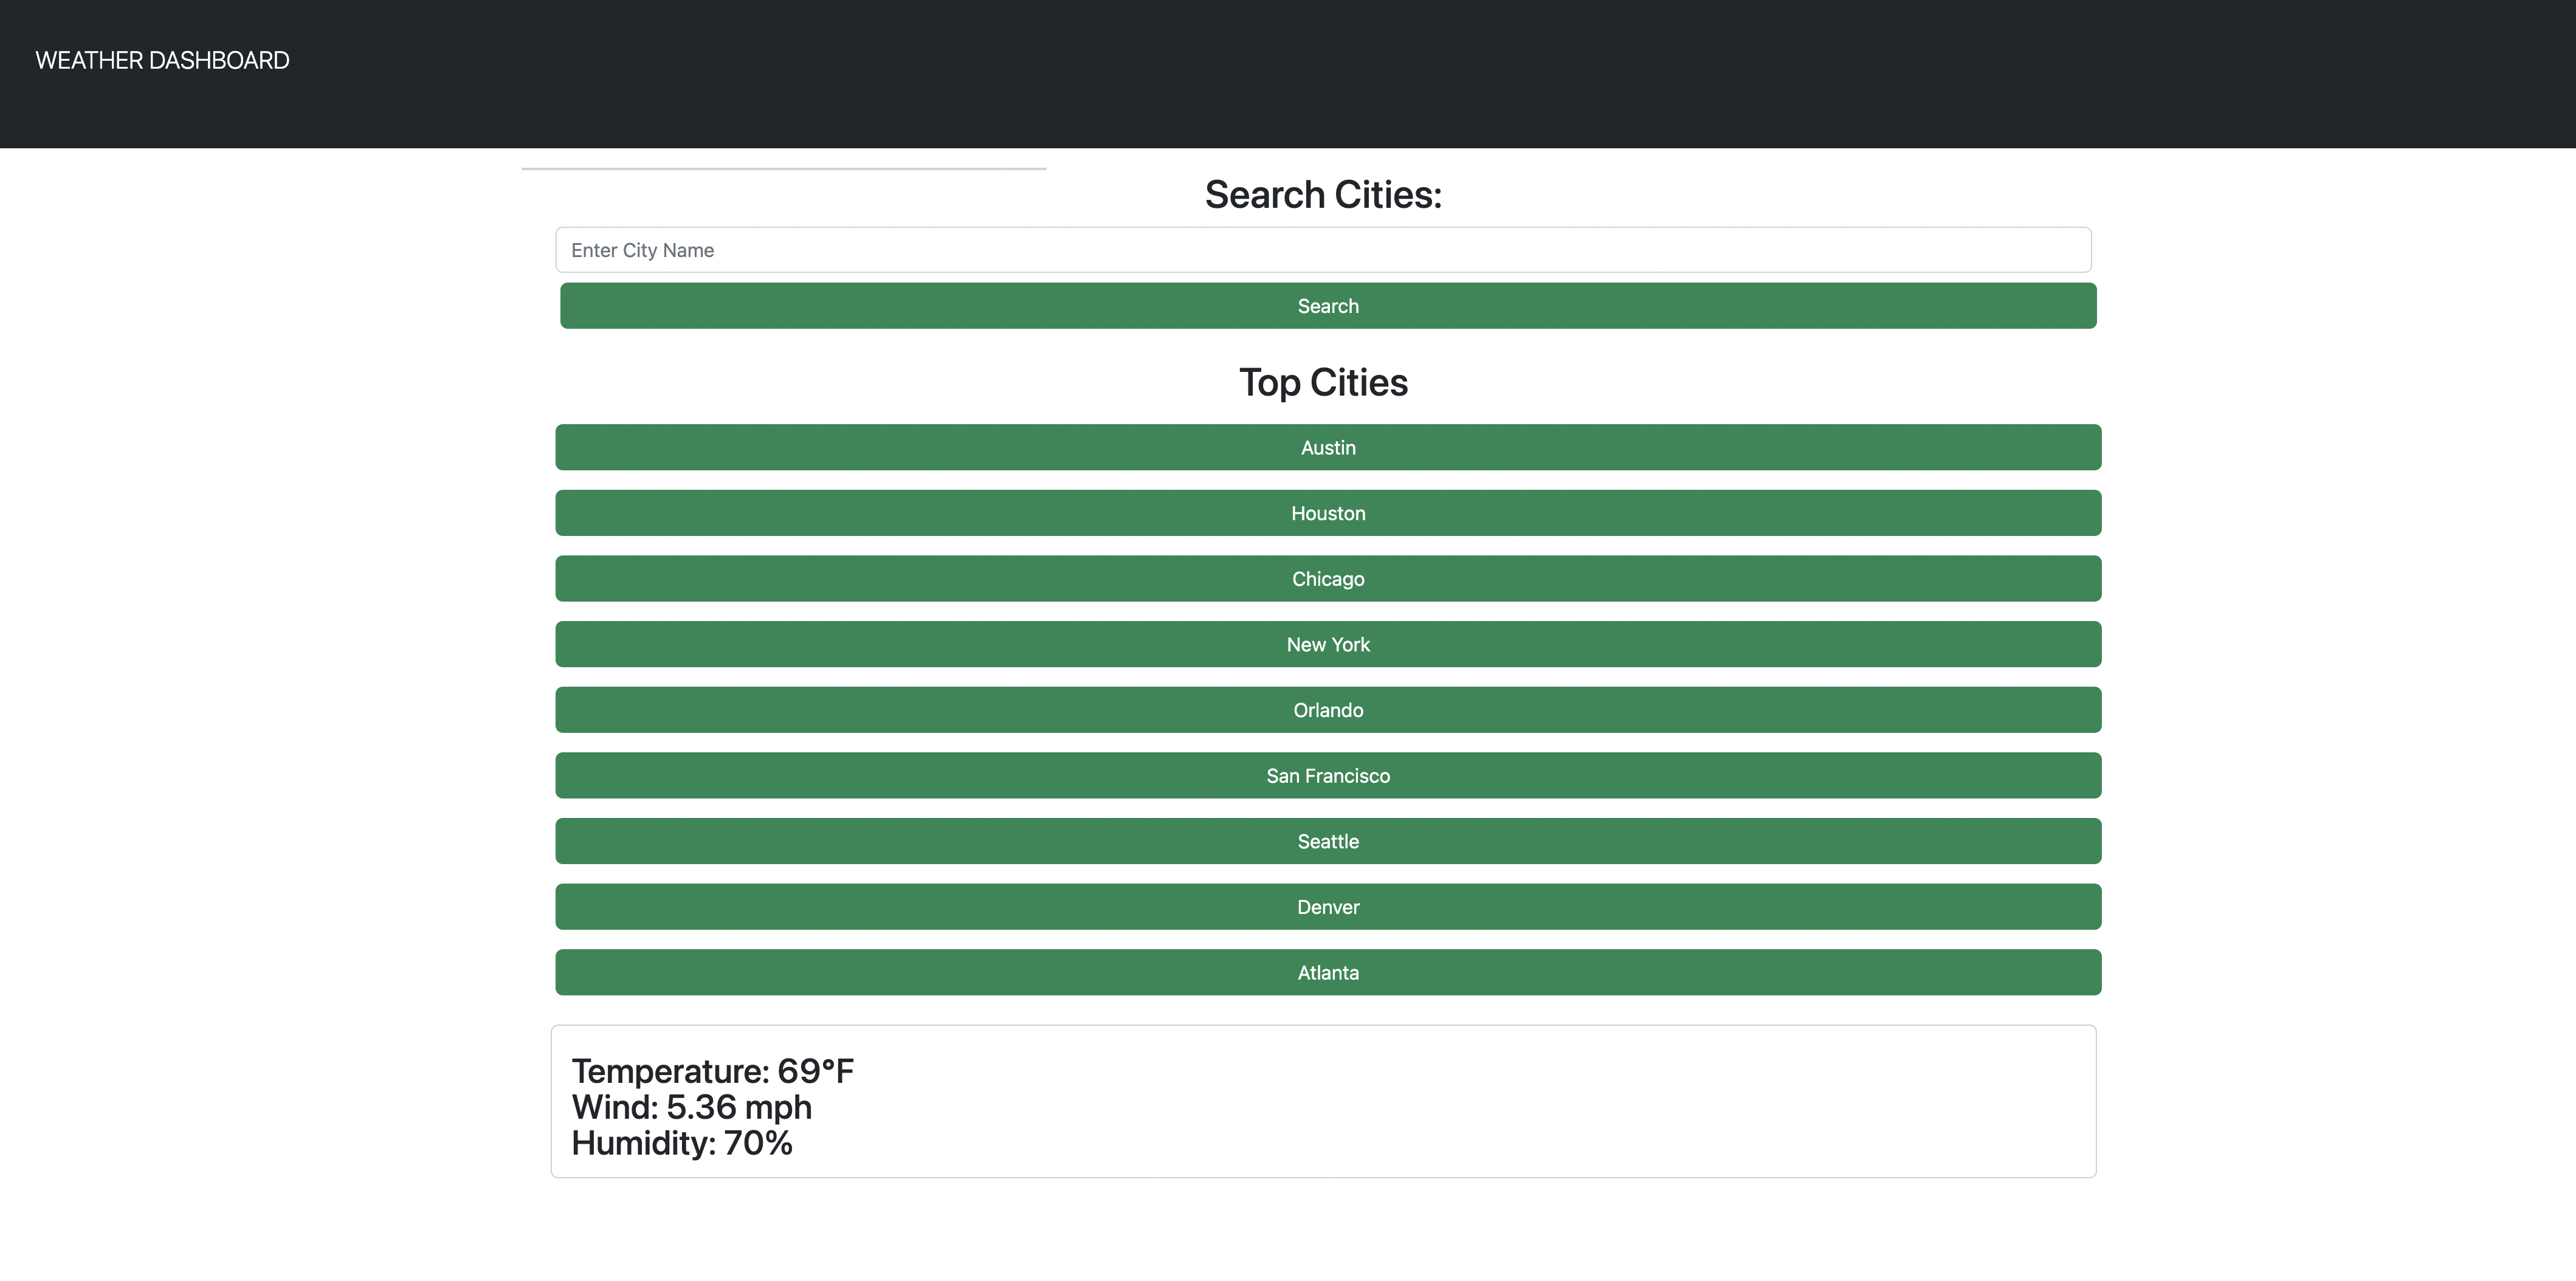 WEATHER DASHBOARD
Search Cities:
Enter City Name
Search
Top Cities
Austin
Houston
Chicago
New York
Orlando
San Francisco
Seattle
Denver
Atlanta
Temperature: 69°F
Wind: 5.36 mph
Humidity: 70%